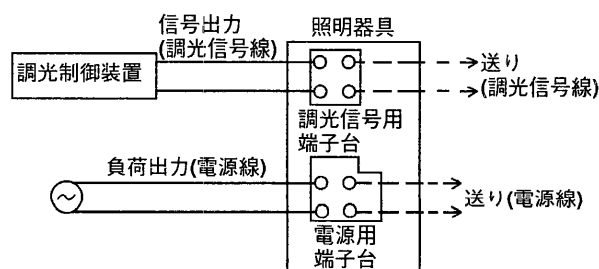 信号出力
(調光信号線)
照明器具
調光制御装置
送り
(調光信号線)
調光信号用
端子台
負荷出力(電源線)
送り(電源線)
電源用
端子台